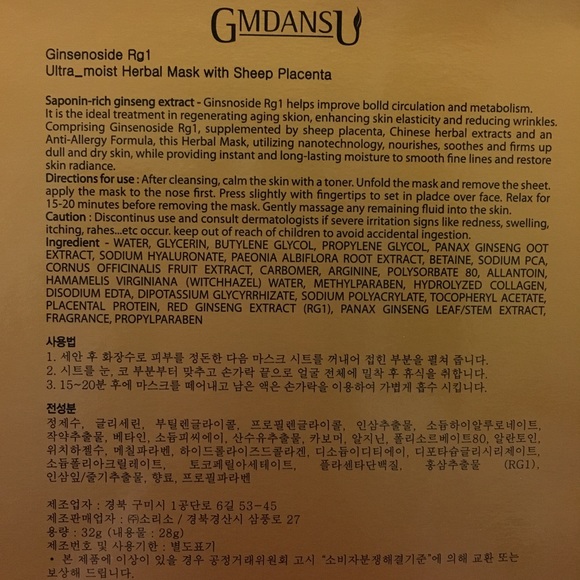 GMDANSU
Ginsenoside Rg1
Ultra_moist Herbal Mask with Sheep Placenta
Saponin-rich ginseng extract - Ginsnoside Rg1 helps improve bolld circulation and metabolism.
It is the ideal treatment in regenerating aging skion, enhancing skin elasticity and reducing wrinkles.
Comprising Ginsenoside Rg1, supplemented by sheep placenta, Chinese herbal extracts and an
Anti-Allergy Formula, this Herbal Mask, utilizing nanotechnology, nourishes, soothes and firms up
dull and dry skin, while providing instant and long-lasting moisture to smooth fine lines and restore
skin radiance.
Directions for use : After cleansing, calm the skin with a toner. Unfold the mask and remove the sheet.
apply the mask to the nose first. Press slightly with fingertips to set in pladce over face. Relax for
15-20 minutes before removing the mask. Gently massage any remaining fluid into the skin.
Caution : Discontinus use and consult dermatologists if severe irritation signs like redness, swelling,
itching, rahes...etc occur. keep out of reach of children to avoid accidental ingestion.
Ingredient - WATER, GLYCERIN, BUTYLENE GLYCOL, PROPYLENE GLYCOL, PANAX GINSENG OOT
EXTRACT, SODIUM HYALURONATE, PAEONIA ALBIFLORA ROOT EXTRACT, BETAINE, SODIUM PCA,
CORNUS OFFICINALIS FRUIT EXTRACT, CARBOMER, ARGININE, POLYSORBATE 80, ALLANTOIN,
HAMAMELIS VIRGINIANA (WITCHHAZEL) WATER, METHYLPARABEN, HYDROLYZED COLLAGEN,
DISODIUM EDTA, DIPOTASSIUM GLYCYRRHIZATE, SODIUM POLYACRYLATE, TOCOPHERYL ACETATE,
PLACENTAL PROTEIN, RED GINSENG EXTRACT (RG1), PANAX GINSENG LEAF/STEM EXTRACT,
FRAGRANCE, PROPYLPARABEN
사용법
1. 세안 후 화장수로 피부를 정돈한 다음 마스크 시트를 꺼내어 접힌 부분을 펼쳐 줍니다.
2. 시트를 눈, 코 부분부터 맞추고 손가락 끝으로 얼굴 전체에 밀착 후 휴식을 취합니다.
3. 15~20분 후에 마스크를 떼어내고 남은 액은 손가락을 이용하여 가볍게 흡수 시킵니다.
전성분
정제수, 글리세린, 부틸렌글라이콜, 프로필렌글라이콜, 인삼추출물, 소듐하이알루로네이트,
작약추출물, 베타인, 소듐피씨에이, 산수유추출물, 카보머, 알지닌, 폴리소르베이트80, 알란토인,
위치하젤수, 메칠파라벤, 하이드롤라이즈드콜라겐, 디소듐이디티에이, 디포타슘글리시리제이트,
소듐폴리아크릴레이트, 토코페릴아세테이트, 플라센타단백질, 홍삼추출물 (RG1).
인삼잎/줄기추출물, 향료, 프로필파라벤
제조업자 : 경북 구미시 1공단로 6길 53-45
제조판매업자 : ㈜소리소 / 경북경산시 삼풍로 27
용량 : 32g (내용물 : 28g)
제조번호 및 사용기한 : 별도표기
* 본 제품에 이상이 있을 경우 공정거래위원회 고시 "소비자분쟁해결기준"에 의해 교환 또는
보상해 드립니다.